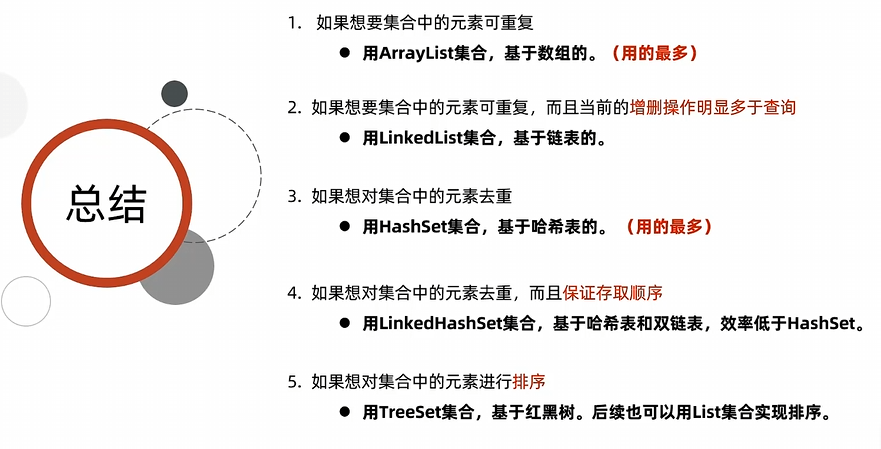 总结
1. 如果想要集合中的元素可重复
● 用ArrayList集合，基于数组的。（用的最多）
2. 如果想要集合中的元素可重复，而且当前的增删操作明显多于查询
● 用LinkedList集合，基于链表的。
3. 如果想对集合中的元素去重
● 用HashSet集合，基于哈希表的。（用的最多）
4. 如果想对集合中的元素去重，而且保证存取顺序
● 用LinkedHashSet集合，基于哈希表和双链表，效率低于HashSet。
5. 如果想对集合中的元素进行排序
● 用TreeSet集合，基于红黑树。后续也可以用List集合实现排序。